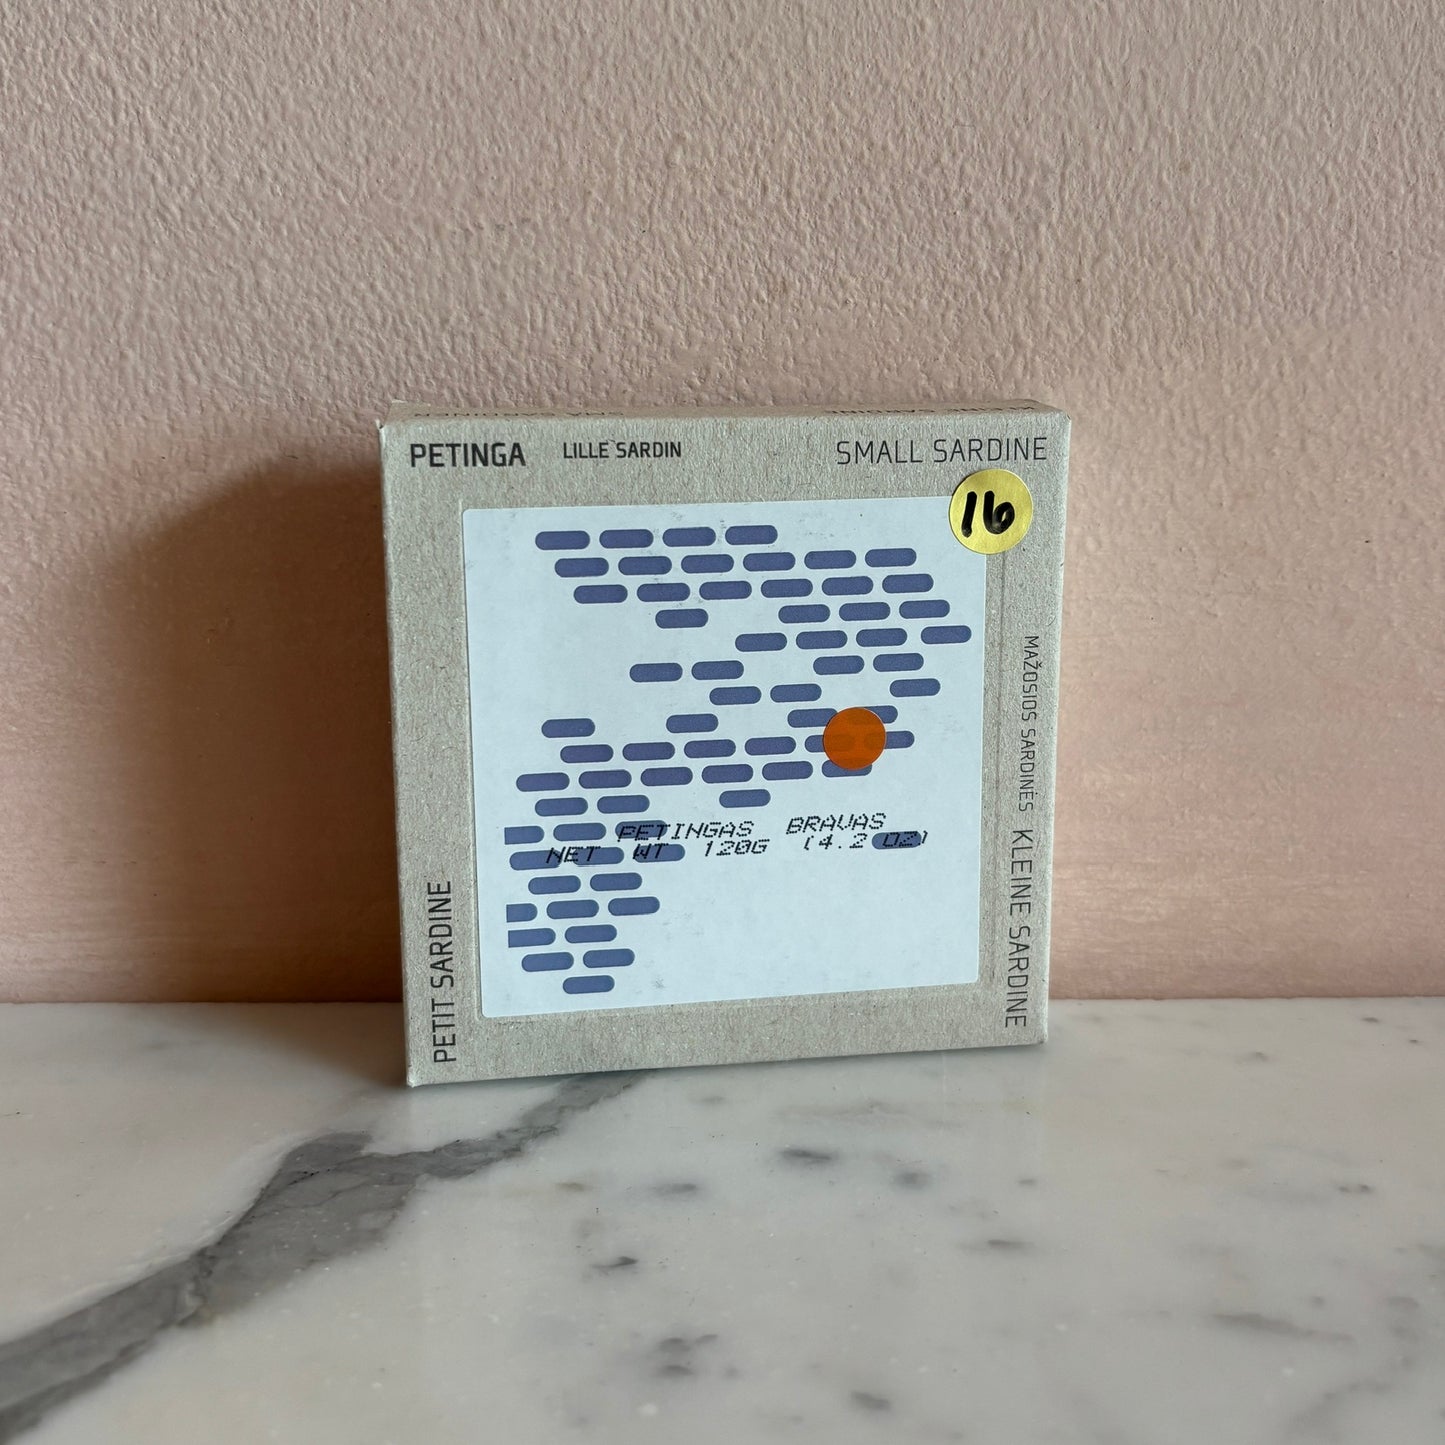 PETINGA
LILLE SARDIN
SMALL SARDINE
16
MAŽOSIOS SARDINĖS
KLEINE SARDINE
PETINGAS BRAVAS
NET WT 120G (4.2 OZ)
PETIT SARDINE